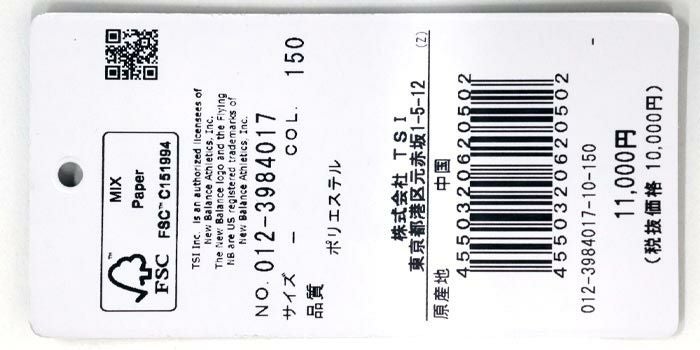 FSC
™
MIX
Paper
FSC™ C151994
TSI Inc. is an authorized licensees of
New Balance Athletics, Inc.
The New Balance logo and the Flying
NB are US registered trademarks of
New Balance Athletics, Inc.
NO. 012-3984017
サイズ - COL. 150
品質 ポリエステル
株式会社 TSI
東京都港区元赤坂1-5-12 (Z)
原産地 中国
4550320620502
4550320620502
012-3984017-10-150
11,000円
(税抜価格 10,000円)